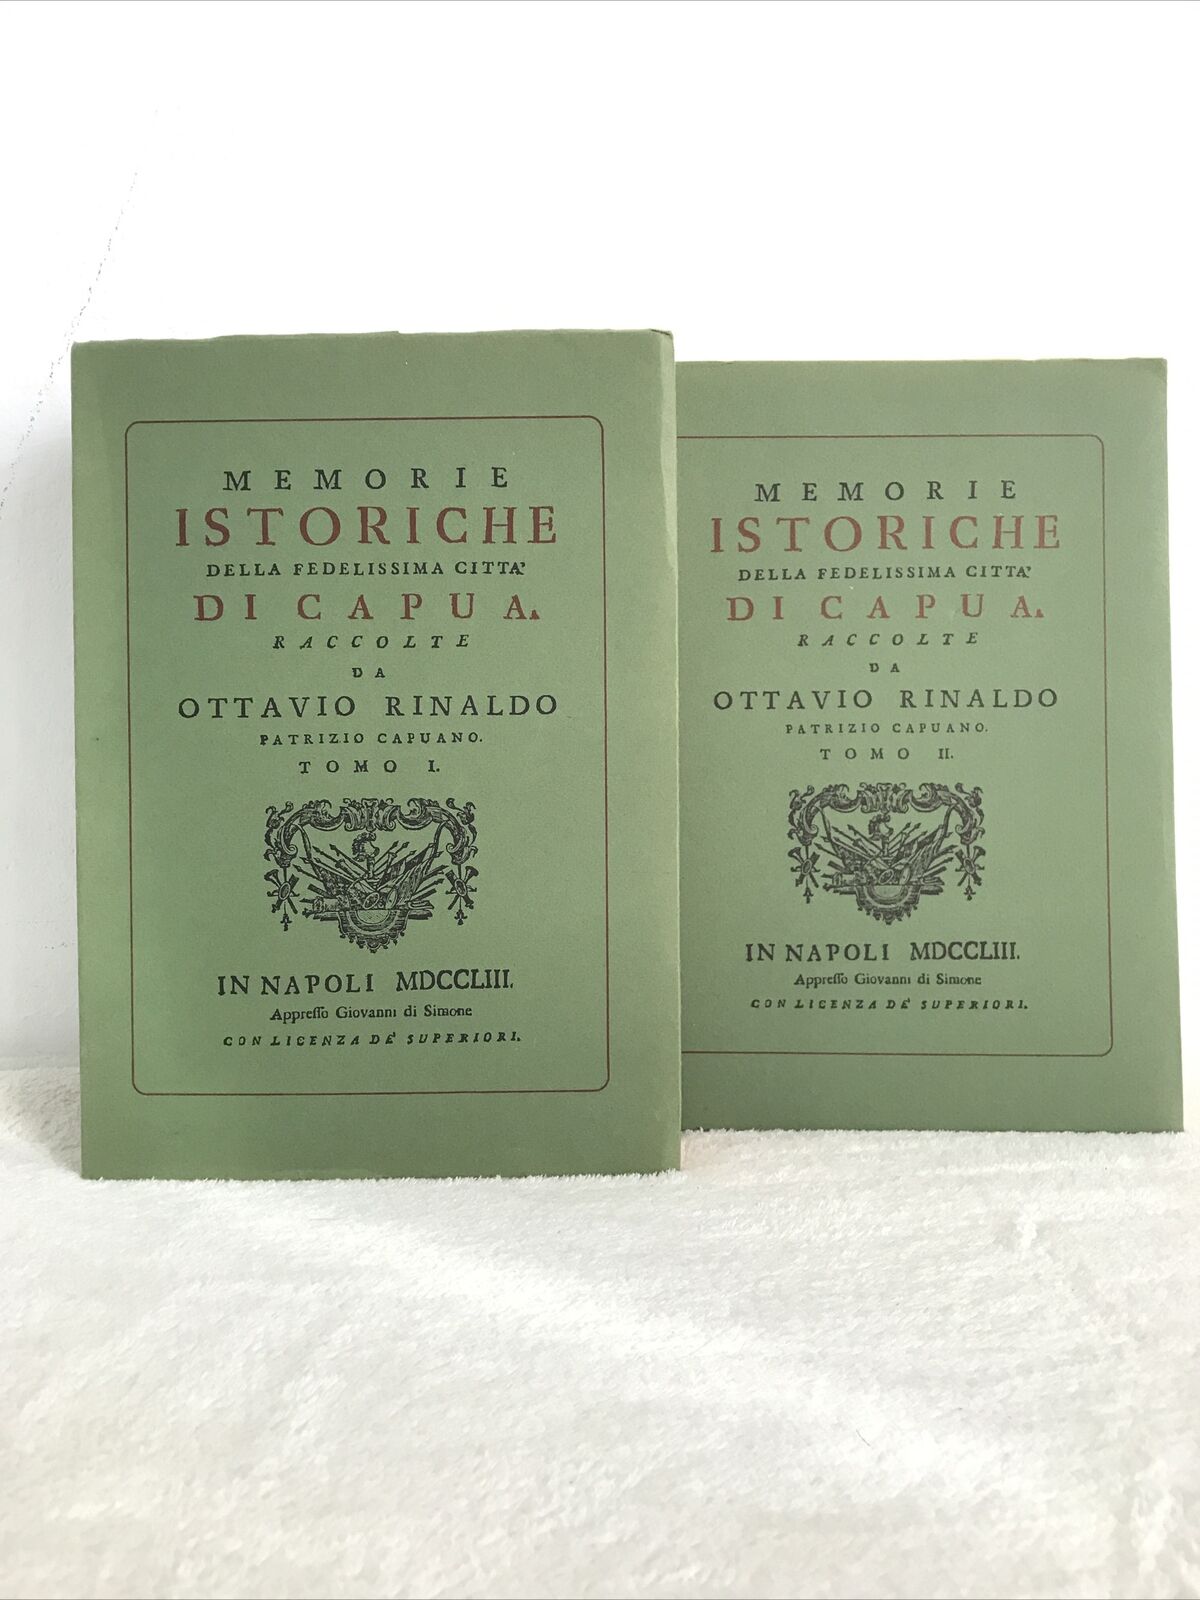 MEMORIE
ISTORICHE
DELLA FEDELISSIMA CITTA'
DI CAPUA.
RACCOLTE
DA
OTTAVIO RINALDO
PATRIZIO CAPUANO.
TOMO I.
IN NAPOLI MDCCLIII.
Appreſſo Giovanni di Simone
CON LICENZA DE' SUPERIORI.
MEMORIE
ISTORICHE
DELLA FEDELISSIMA CITTA'
DI CAPUA.
RACCOLTE
DA
OTTAVIO RINALDO
PATRIZIO CAPUANO.
TOMO II.
IN NAPOLI MDCCLIII.
Appreſſo Giovanni di Simone
CON LICENZA DE' SUPERIORI.